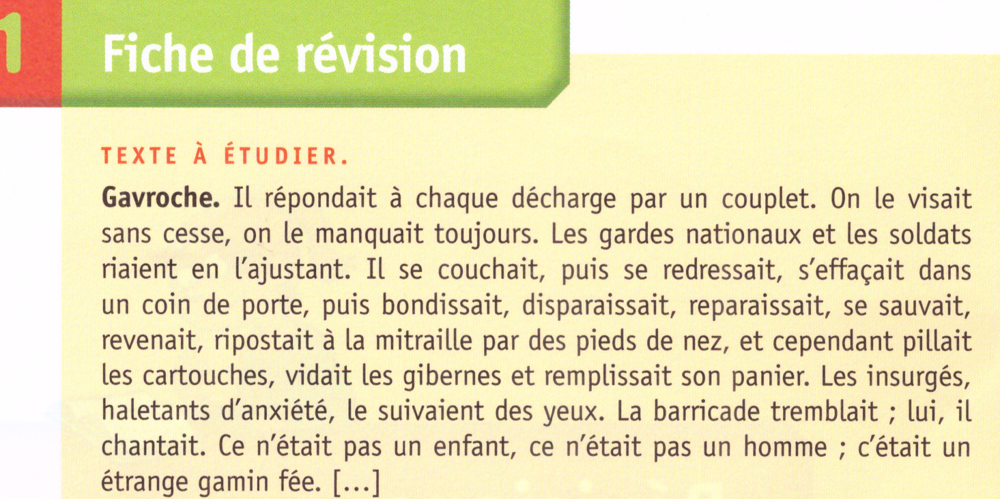 1
Fiche de révision
TEXTE À ÉTUDIER.
Gavroche. Il répondait à chaque décharge par un couplet. On le visait
sans cesse, on le manquait toujours. Les gardes nationaux et les soldats
riaient en l'ajustant. Il se couchait, puis se redressait, s'effaçait dans
un coin de porte, puis bondissait, disparaissait, reparaissait, se sauvait,
revenait, ripostait à la mitraille par des pieds de nez, et cependant pillait
les cartouches, vidait les gibernes et remplissait son panier. Les insurgés,
haletants d'anxiété, le suivaient des yeux. La barricade tremblait ; lui, il
chantait. Ce n'était pas un enfant, ce n'était pas un homme ; c'était un
étrange gamin fée. [...]